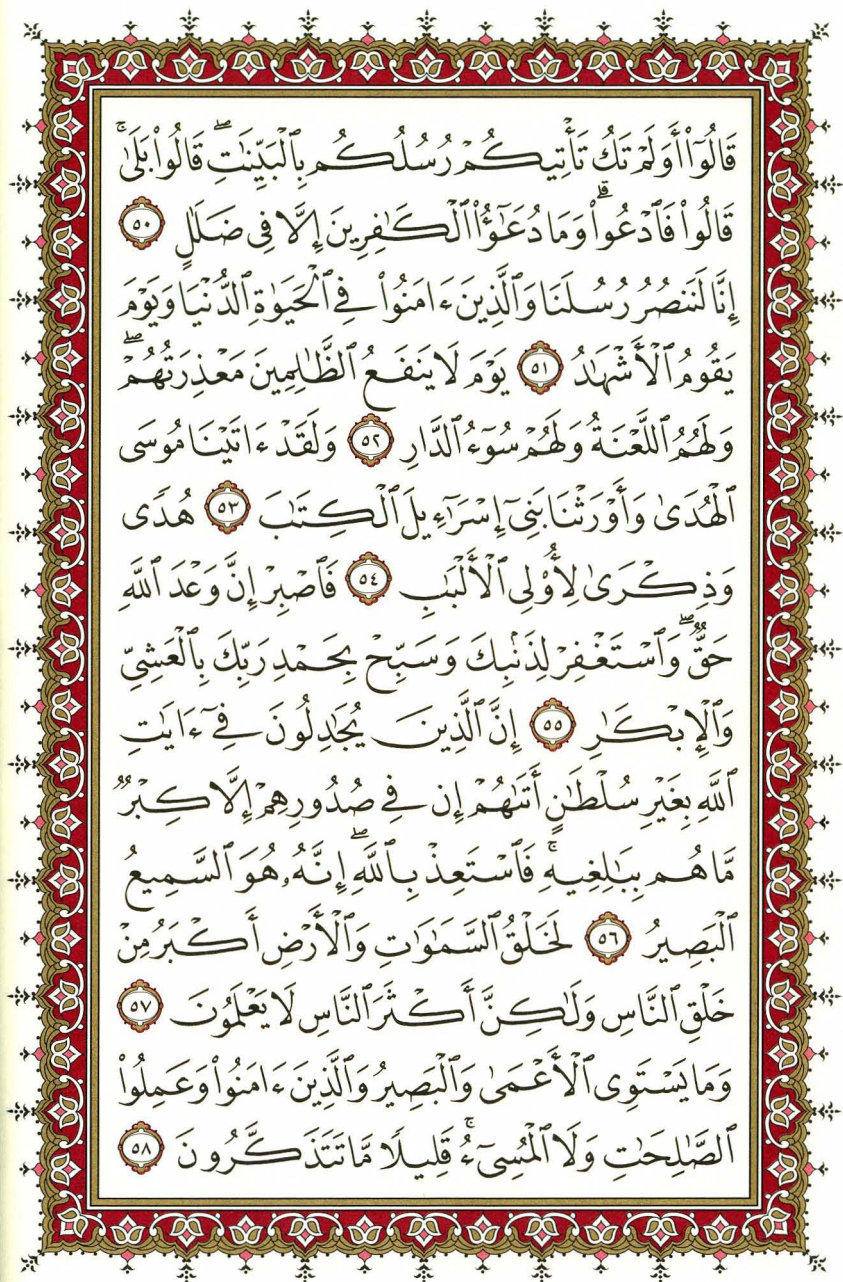 قَالُوٓا۟ أَوَلَمْ تَكُ تَأْتِيكُمْ رُسُلُكُم بِٱلْبَيِّنَـٰتِ ۖ قَالُوا۟ بَلَىٰ ۚ
قَالُوا۟ فَٱدْعُوا۟ ۗ وَمَا دُعَـٰٓؤُا۟ ٱلْكَـٰفِرِينَ إِلَّا فِى ضَلَـٰلٍ ٥٠
إِنَّا لَنَنصُرُ رُسُلَنَا وَٱلَّذِينَ ءَامَنُوا۟ فِى ٱلْحَيَوٰةِ ٱلدُّنْيَا وَيَوْمَ
يَقُومُ ٱلْأَشْهَـٰدُ ٥١ يَوْمَ لَا يَنفَعُ ٱلظَّـٰلِمِينَ مَعْذِرَتُهُمْ ۖ
وَلَهُمُ ٱللَّعْنَةُ وَلَهُمْ سُوٓءُ ٱلدَّارِ ٥٢ وَلَقَدْ ءَاتَيْنَا مُوسَى
ٱلْهُدَىٰ وَأَوْرَثْنَا بَنِىٓ إِسْرَٰٓءِيلَ ٱلْكِتَـٰبَ ٥٣ هُدًى
وَذِكْرَىٰ لِأُو۟لِى ٱلْأَلْبَـٰبِ ٥٤ فَٱصْبِرْ إِنَّ وَعْدَ ٱللَّهِ
حَقٌّ ۖ وَٱسْتَغْفِرْ لِذَنۢبِكَ وَسَبِّحْ بِحَمْدِ رَبِّكَ بِٱلْعَشِىِّ
وَٱلْإِبْكَـٰرِ ٥٥ إِنَّ ٱلَّذِينَ يُجَـٰدِلُونَ فِىٓ ءَايَـٰتِ
ٱللَّهِ بِغَيْرِ سُلْطَـٰنٍ أَتَىٰهُمْ إِن فِى صُدُورِهِمْ إِلَّا كِبْرٌ
مَّا هُم بِبَـٰلِغِيهِ ۚ فَٱسْتَعِذْ بِٱللَّهِ ۖ إِنَّهُۥ هُوَ ٱلسَّمِيعُ
ٱلْبَصِيرُ ٥٦ لَخَلْقُ ٱلسَّمَـٰوَٰتِ وَٱلْأَرْضِ أَكْبَرُ مِنْ
خَلْقِ ٱلنَّاسِ وَلَـٰكِنَّ أَكْثَرَ ٱلنَّاسِ لَا يَعْلَمُونَ ٥٧
وَمَا يَسْتَوِى ٱلْأَعْمَىٰ وَٱلْبَصِيرُ وَٱلَّذِينَ ءَامَنُوا۟ وَعَمِلُوا۟
ٱلصَّـٰلِحَـٰتِ وَلَا ٱلْمُسِىٓءُ ۚ قَلِيلًا مَّا تَتَذَكَّرُونَ ٥٨